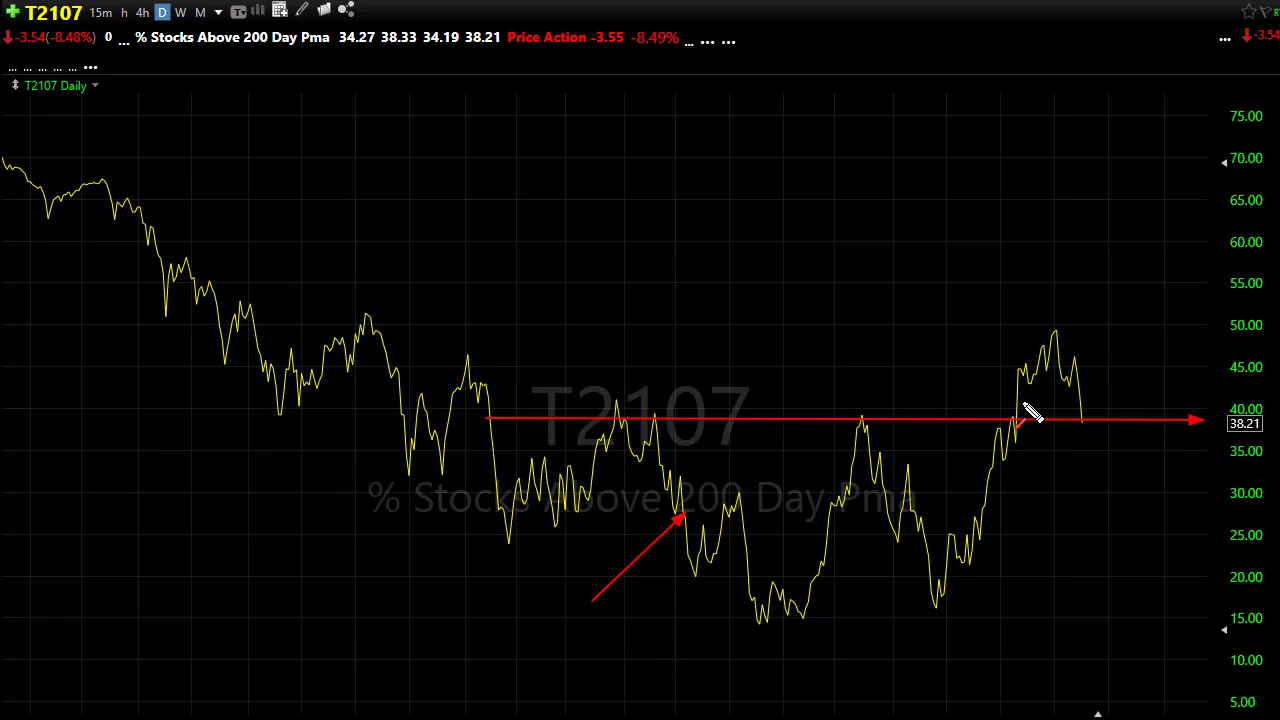 T2107 15m h 4h D W M
-3.54(-8.48%) 0 ... % Stocks Above 200 Day Pma 34.27 38.33 34.19 38.21 Price Action -3.55 -8.49% ... ... ... ... -3.54
... ... ... ... ... ...
T2107 Daily
75.00
70.00
65.00
60.00
55.00
50.00
45.00
40.00
38.21
35.00
30.00
25.00
20.00
15.00
10.00
5.00
T2107
% Stocks Above 200 Day Pma